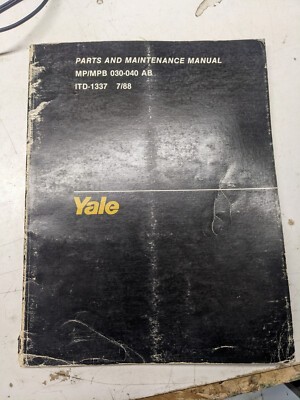 PARTS AND MAINTENANCE MANUAL
MP/MPB 030-040 AB
ITD-1337 7/88
Yale